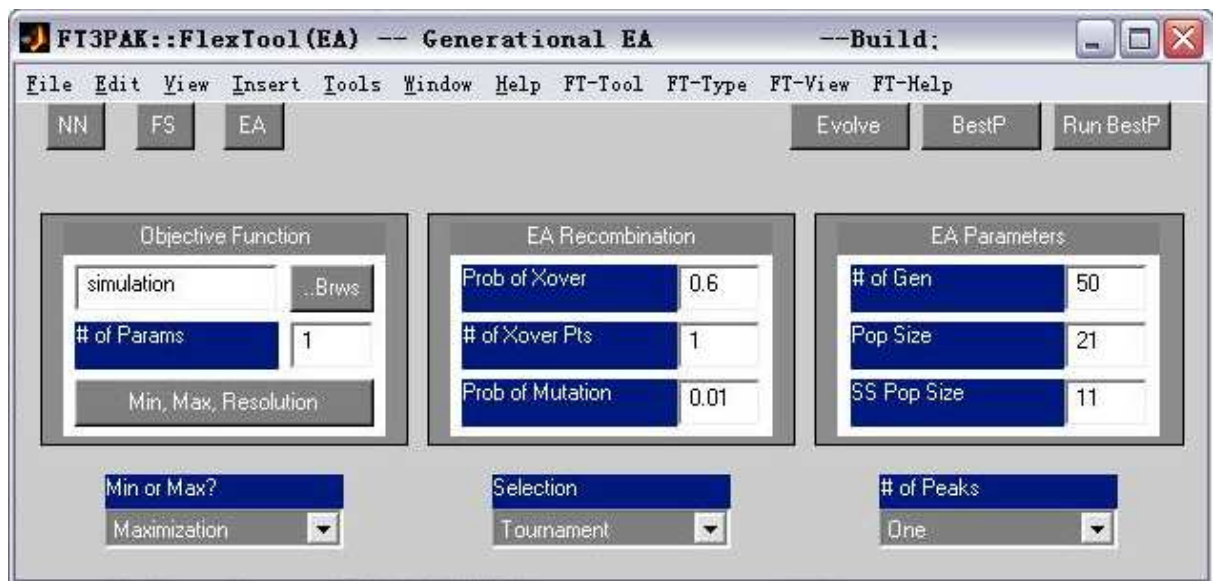 FT3PAK::FlexTool(EA) -- Generational EA --Build;
File Edit View Insert Tools Window Help FT-Tool FT-Type FT-View FT-Help
NN FS EA Evolve BestP Run BestP
Objective Function EA Recombination EA Parameters
simulation ..Brws Prob of Xover 0.6 # of Gen 50
# of Params 1 # of Xover Pts 1 Pop Size 21
Min, Max, Resolution Prob of Mutation 0.01 SS Pop Size 11
Min or Max? Selection # of Peaks
Maximization Tournament One